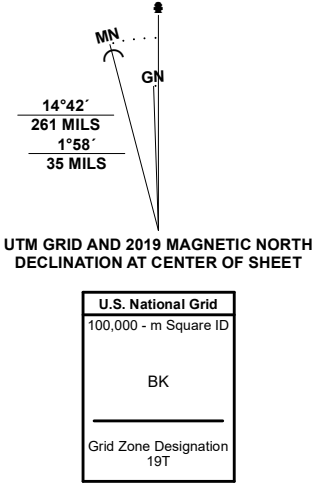 MN
GN
14°42´
261 MILS
1°58´
35 MILS
UTM GRID AND 2019 MAGNETIC NORTH
DECLINATION AT CENTER OF SHEET
U.S. National Grid
100,000 - m Square ID
BK
Grid Zone Designation
19T